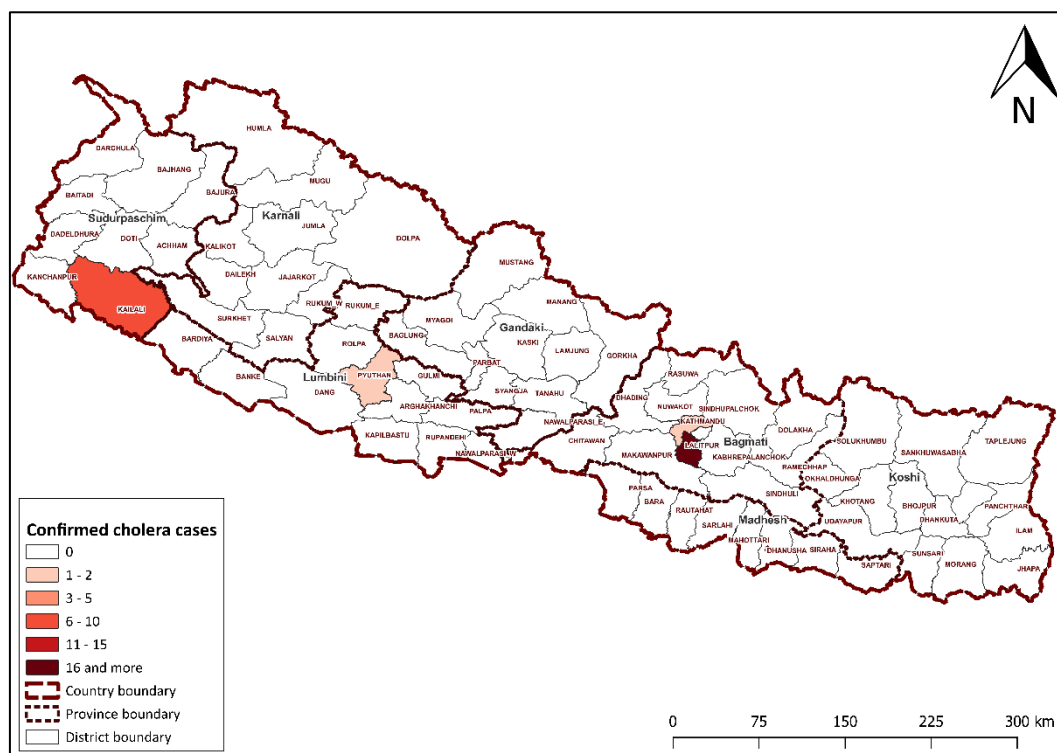 N
HUMLA
DARCHULA
BAJHANG
MUGU
BAITADI
BAJURA
Sudurpaschim
Karnali
JUMLA
DADELDHURA
DOTI
ACHHAM
KALIKOT
DOLPA
KANCHANPUR
DAILEKH
JAJARKOT
MUSTANG
KAILALI
RUKUM_W
RUKUM_E
MANANG
SURKHET
MYAGDI
Gandaki
BARDIYA
SALYAN
ROLPA
BAGLUNG
KASKI
LAMJUNG
GORKHA
BANKE
Lumbini
PYUTHAN
GULMI
PARBAT
RASUWA
DANG
SYANGJA
TANAHU
DHADING
NUWAKOT
SINDHUPALCHOK
ARGHAKHANCHI
PALPA
NAWALPARASI_E
KATHMANDU
DOLAKHA
KAPILBASTU
RUPANDEHI
CHITAWAN
LALITPUR
Bagmati
SOLUKHUMBU
TAPLEJUNG
NAWALPARASI_W
MAKAWANPUR
KABHREPALANCHOK
SANKHUWASABHA
RAMECHHAP
OKHALDHUNGA
Koshi
PARSA
BARA
SINDHULI
KHOTANG
BHOJPUR
PANCHTHAR
RAUTAHAT
SARLAHI
Madhesh
UDAYAPUR
DHANKUTA
ILAM
MAHOTTARI
DHANUSHA
SIRAHA
SAPTARI
SUNSARI
MORANG
JHAPA
Confirmed cholera cases
0
1 - 2
3 - 5
6 - 10
11 - 15
16 and more
Country boundary
Province boundary
District boundary
0 75 150 225 300 km